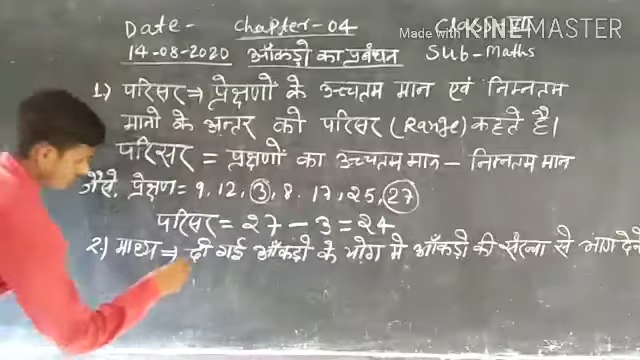 Date- Chapter-04 Class-
14-08-2020 आँकड़ो का प्रबंधन Sub-Maths
Made with KINEMASTER
1) परिसर ⇒ प्रेक्षणों के उच्चतम मान एवं निम्नतम
मानो के अन्तर को परिसर (Range) कहते है।
परिसर = प्रेक्षणों का उच्चतम मान - निम्नतम मान
जैसे. प्रेक्षण = 9, 12, 3, 8. 17, 25, 27
परिसर = 27 - 3 = 24
2) माध्य ⇒ दी गई आँकड़ो के योग मे आँकड़ो की संख्या से भाग देने